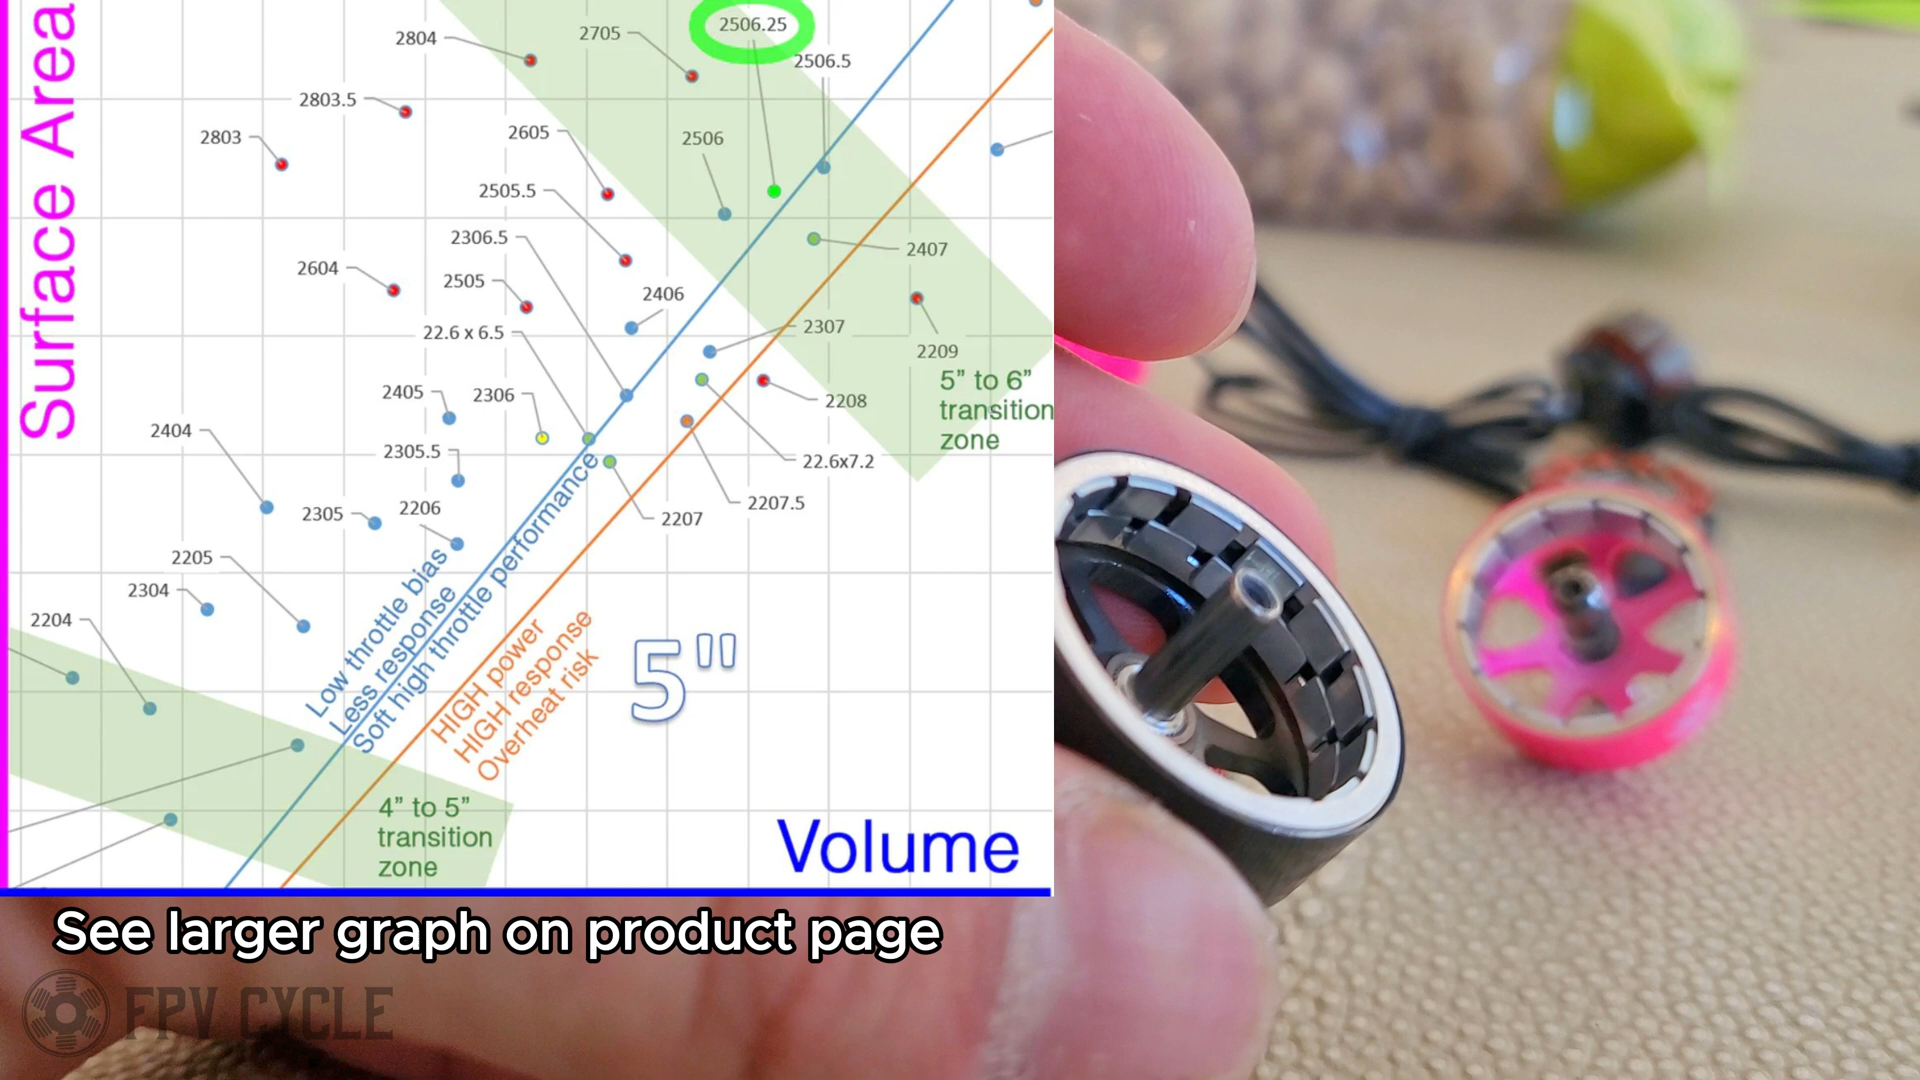 Surface Area
2506.25
2705
2804
2506.5
2803.5
2605
2803
2506
2505.5
2306.5
2407
2604
2505
2406
22.6 x 6.5
2307
2209
5” to 6”
transition
zone
2405
2306
2208
2404
2305.5
22.6x7.2
2305
2206
2207.5
2207
2205
2304
2204
Low throttle bias
Less response
Soft high throttle performance
HIGH power
HIGH response
Overheat risk
5"
4” to 5”
transition
zone
Volume
See larger graph on product page
FPV CYCLE